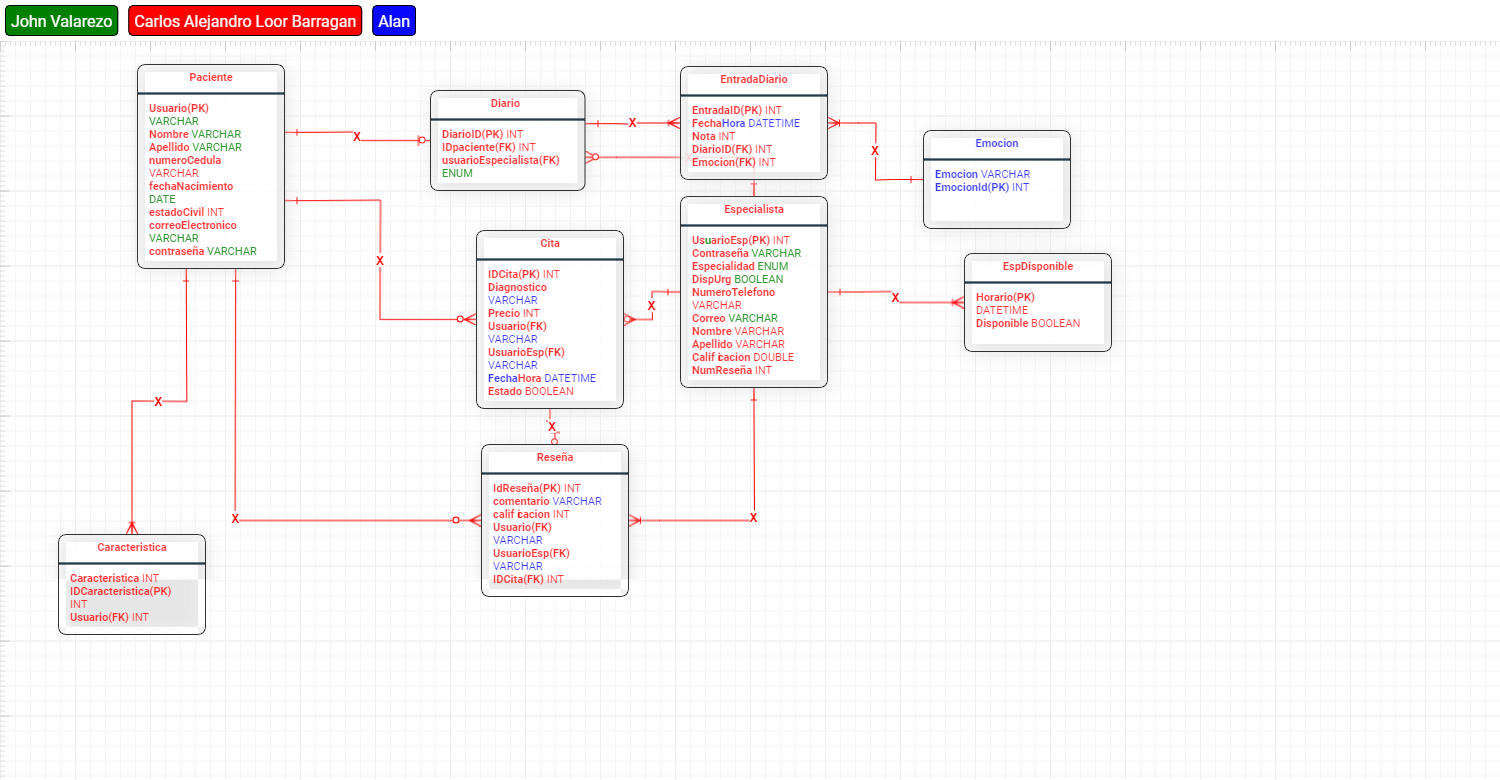 John Valarezo
Carlos Alejandro Loor Barragan
Alan
Paciente
Usuario(PK)
VARCHAR
Nombre VARCHAR
Apellido VARCHAR
numeroCedula
VARCHAR
fechaNacimiento
DATE
estadoCivil INT
correoElectronico
VARCHAR
contraseña VARCHAR
Diario
DiarioID(PK) INT
IDpaciente(FK) INT
usuarioEspecialista(FK)
ENUM
EntradaDiario
EntradaID(PK) INT
FechaHora DATETIME
Nota INT
DiarioID(FK) INT
Emocion(FK) INT
Emocion
Emocion VARCHAR
EmocionId(PK) INT
Cita
IDCita(PK) INT
Diagnostico
VARCHAR
Precio INT
Usuario(FK)
VARCHAR
UsuarioEsp(FK)
VARCHAR
FechaHora DATETIME
Estado BOOLEAN
Especialista
UsuarioEsp(PK) INT
Contraseña VARCHAR
Especialidad ENUM
DispUrg BOOLEAN
NumeroTelefono
VARCHAR
Correo VARCHAR
Nombre VARCHAR
Apellido VARCHAR
Calificacion DOUBLE
NumReseña INT
EspDisponible
Horario(PK)
DATETIME
Disponible BOOLEAN
Reseña
IdReseña(PK) INT
comentario VARCHAR
calificacion INT
Usuario(FK)
VARCHAR
UsuarioEsp(FK)
VARCHAR
IDCita(FK) INT
Caracteristica
Caracteristica INT
IDCaracteristica(PK)
INT
Usuario(FK) INT
X
X
X
X
X
X
X
X
X
X